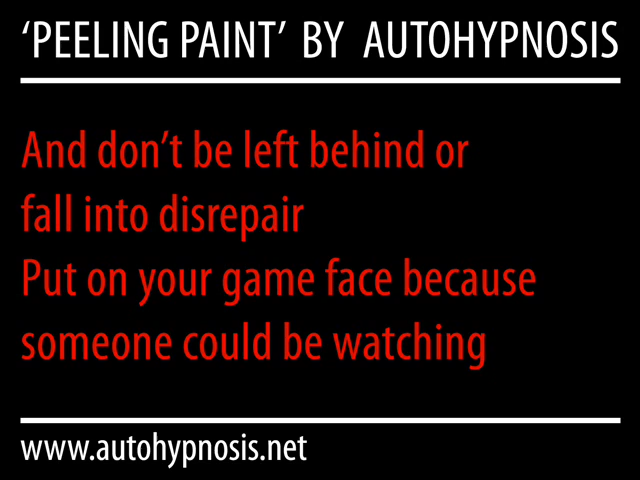 ‘PEELING PAINT’ BY AUTOHYPNOSIS
And don’t be left behind or
fall into disrepair
Put on your game face because
someone could be watching
www.autohypnosis.net